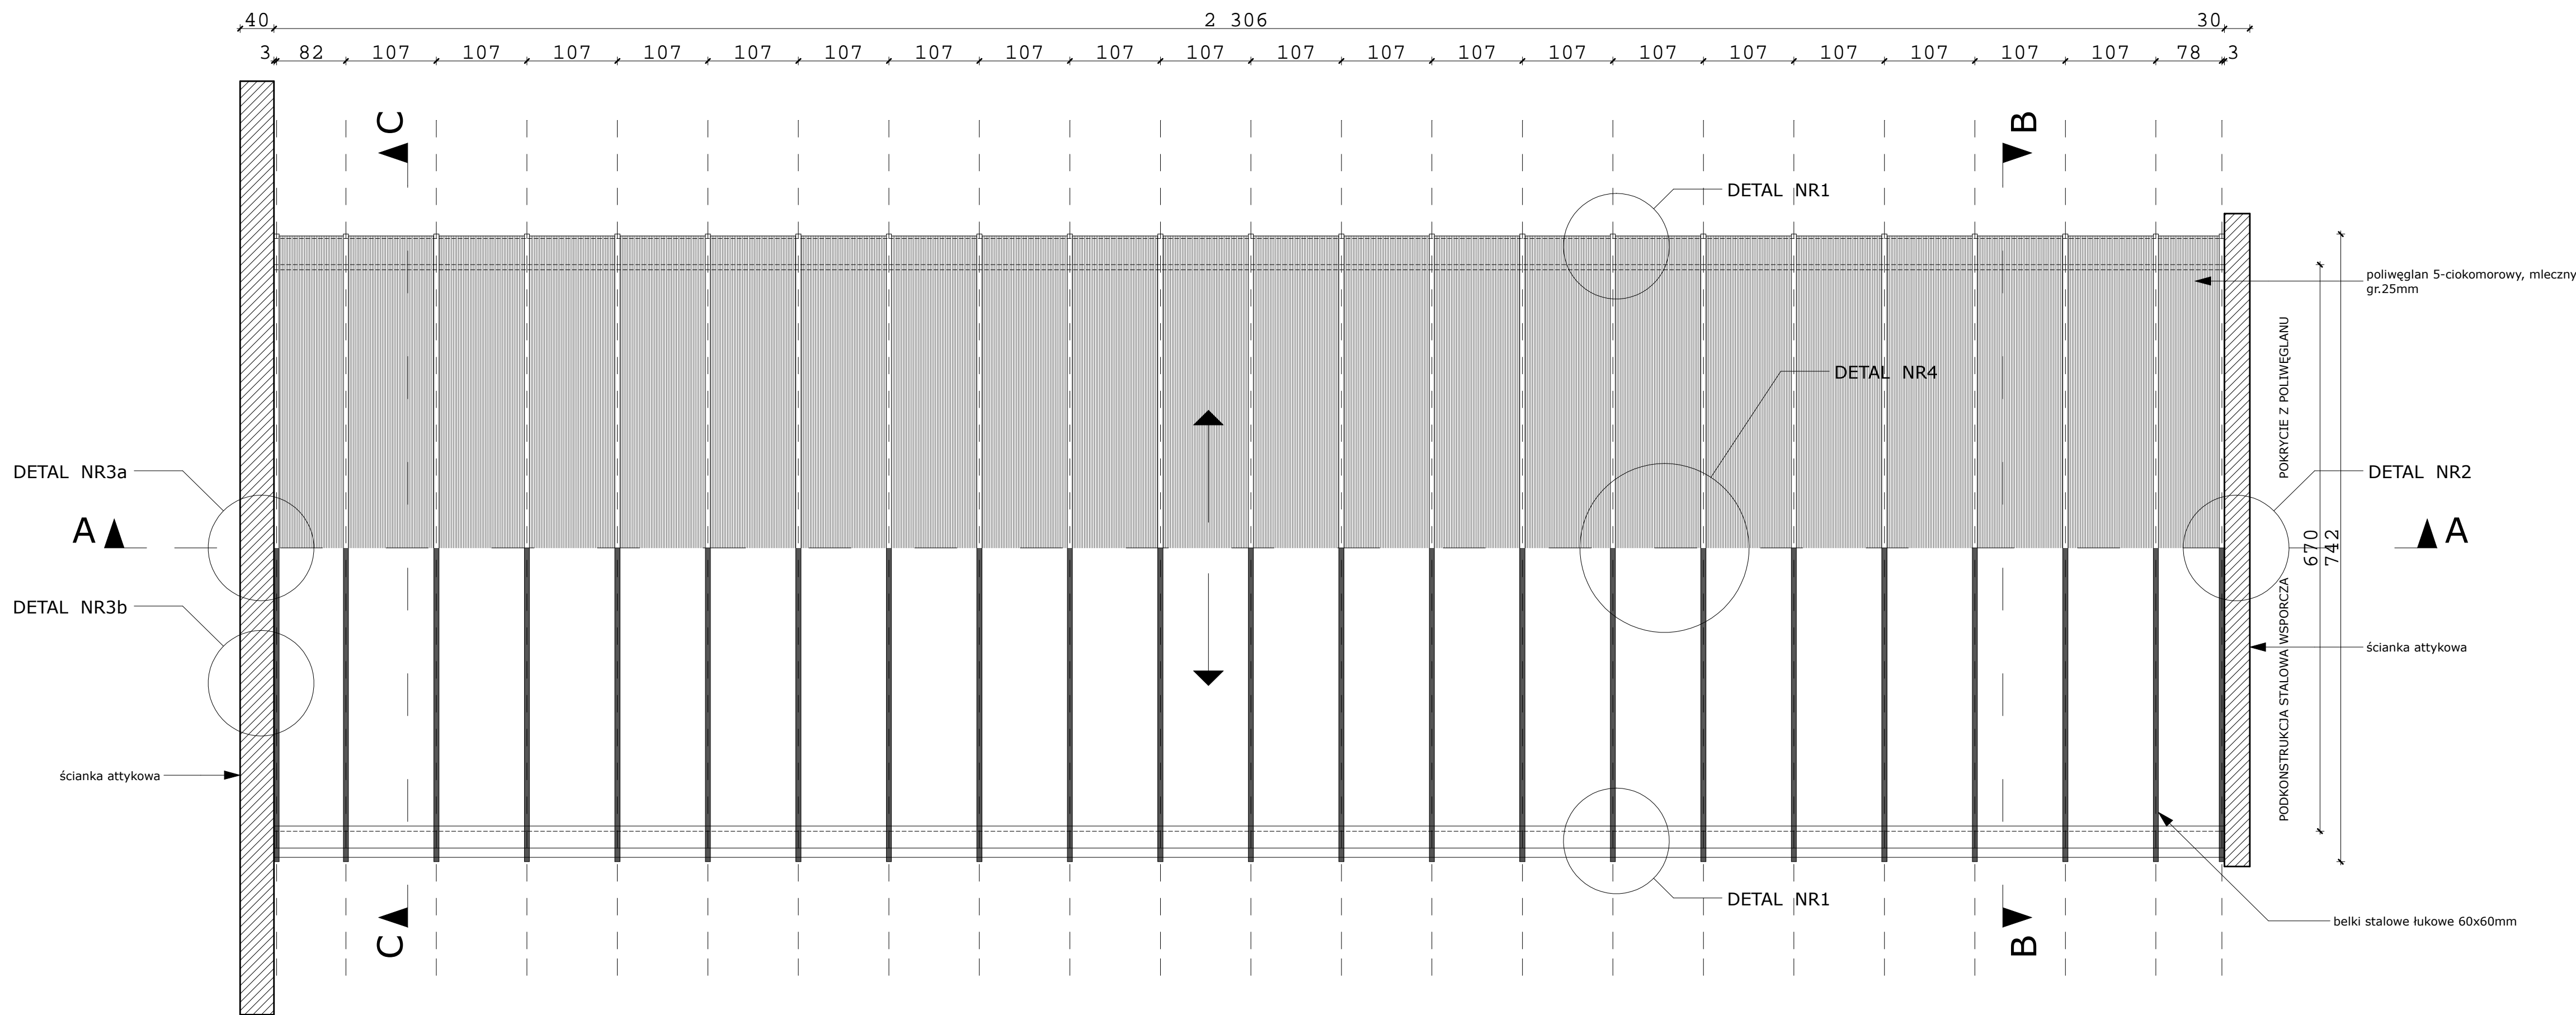 40 2 306 30
3 82 107 107 107 107 107 107 107 107 107 107 107 107 107 107 107 107 107 107 107 107 78 3
C B
DETAL NR1
poliwęglan 5-ciokomorowy, mleczny
gr.25mm
POKRYCIE Z POLIWĘGLANU
DETAL NR4
DETAL NR3a
DETAL NR2
A A
670
742
DETAL NR3b
PODKONSTRUKCJA STALOWA WSPORCZA
ścianka attykowa
ścianka attykowa
DETAL NR1
belki stalowe łukowe 60x60mm
C B